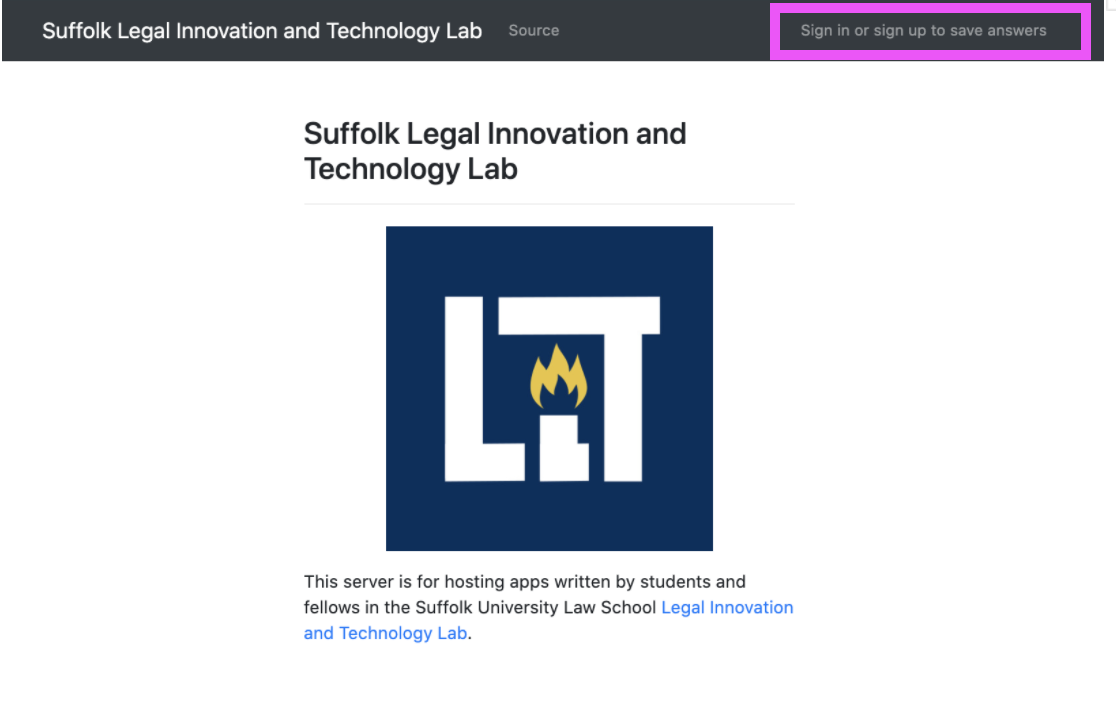 Suffolk Legal Innovation and Technology Lab Source Sign in or sign up to save answers
Suffolk Legal Innovation and
Technology Lab
LIT
This server is for hosting apps written by students and
fellows in the Suffolk University Law School Legal Innovation
and Technology Lab.